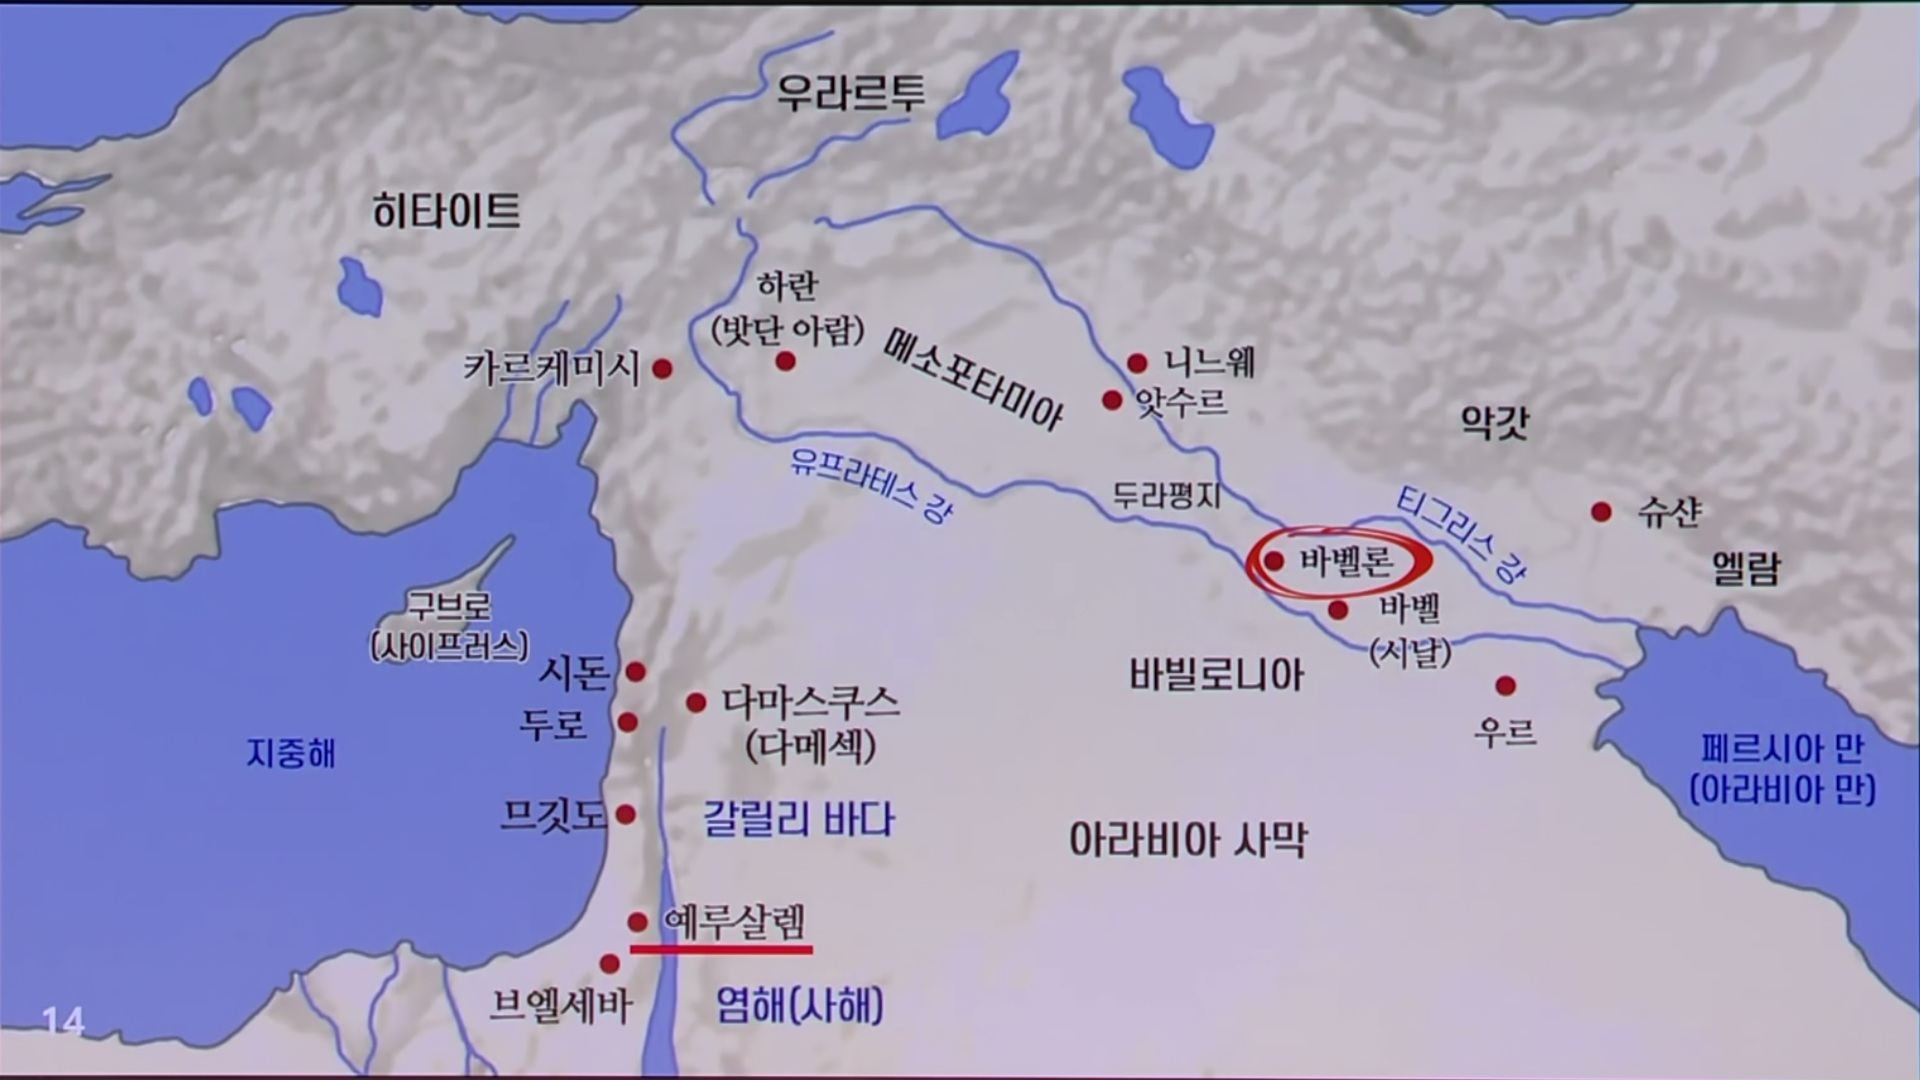 우라르투
히타이트
하란
(밧단 아람)
메소포타미아
카르케미시
니느웨
앗수르
악갓
유프라테스 강
두라평지
티그리스 강
슈샨
바벨론
엘람
구브로
(사이프러스)
바벨
(시날)
시돈
바빌로니아
다마스쿠스
(다메섹)
두로
우르
지중해
페르시아 만
(아라비아 만)
므깃도
갈릴리 바다
아라비아 사막
예루살렘
브엘세바
염해(사해)
14